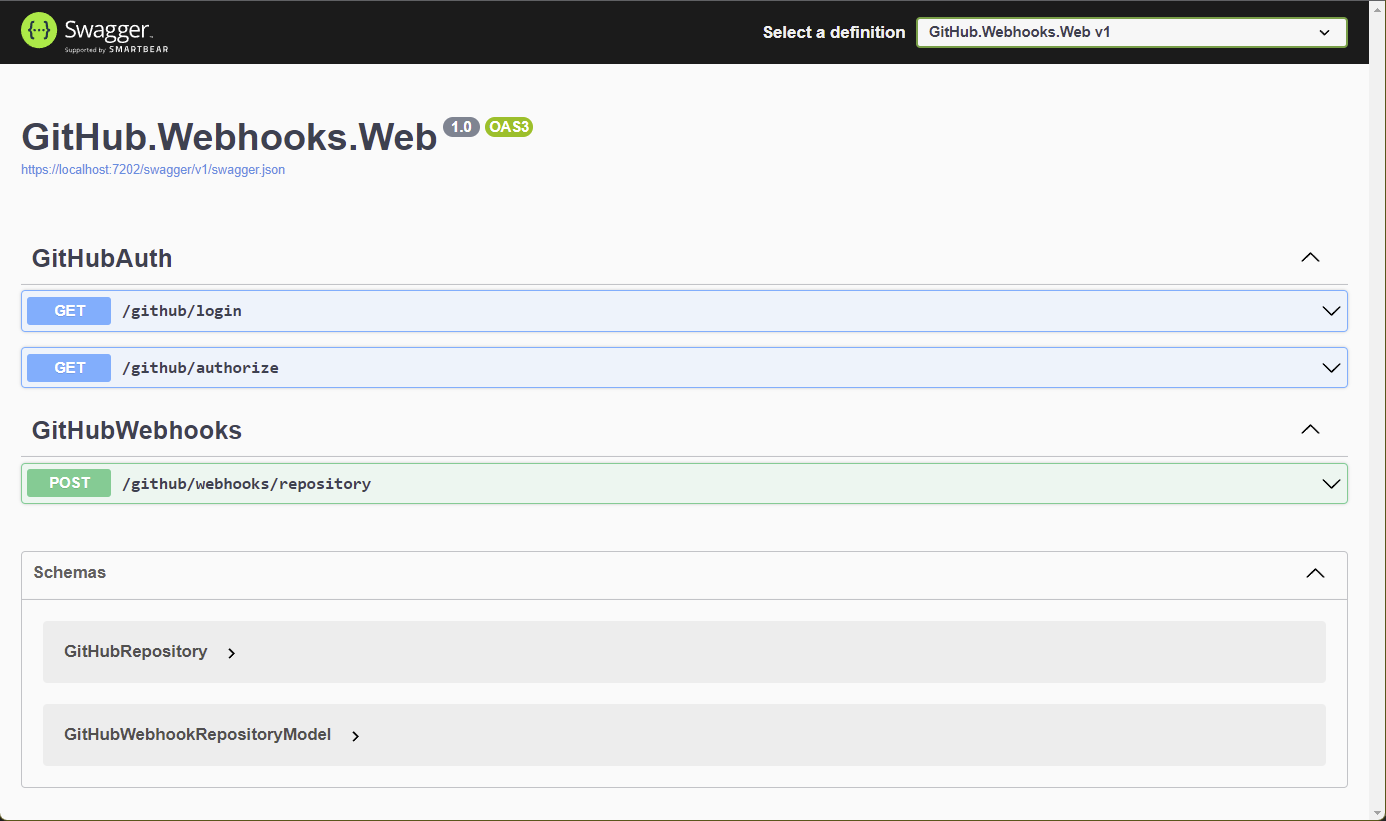 {··} Swagger™
Supported by SMARTBEAR
Select a definition
GitHub.Webhooks.Web v1
GitHub.Webhooks.Web 1.0 OAS3
https://localhost:7202/swagger/v1/swagger.json
GitHubAuth
GET /github/login
GET /github/authorize
GitHubWebhooks
POST /github/webhooks/repository
Schemas
GitHubRepository
GitHubWebhookRepositoryModel